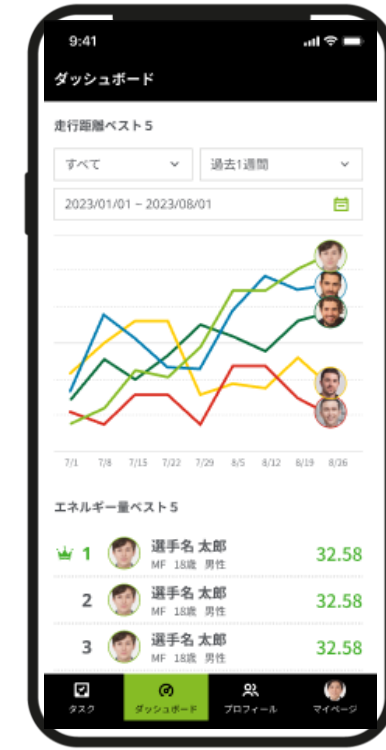 9:41
ダッシュボード
走行距離ベスト5
すべて 過去1週間
2023/01/01 – 2023/08/01
7/1 7/8 7/15 7/22 7/29 8/5 8/12 8/19 8/26
エネルギー量ベスト5
1 選手名 太郎 32.58
MF 18歳 男性
2 選手名 太郎 32.58
MF 18歳 男性
3 選手名 太郎 32.58
MF 18歳 男性
タスク ダッシュボード プロフィール マイページ